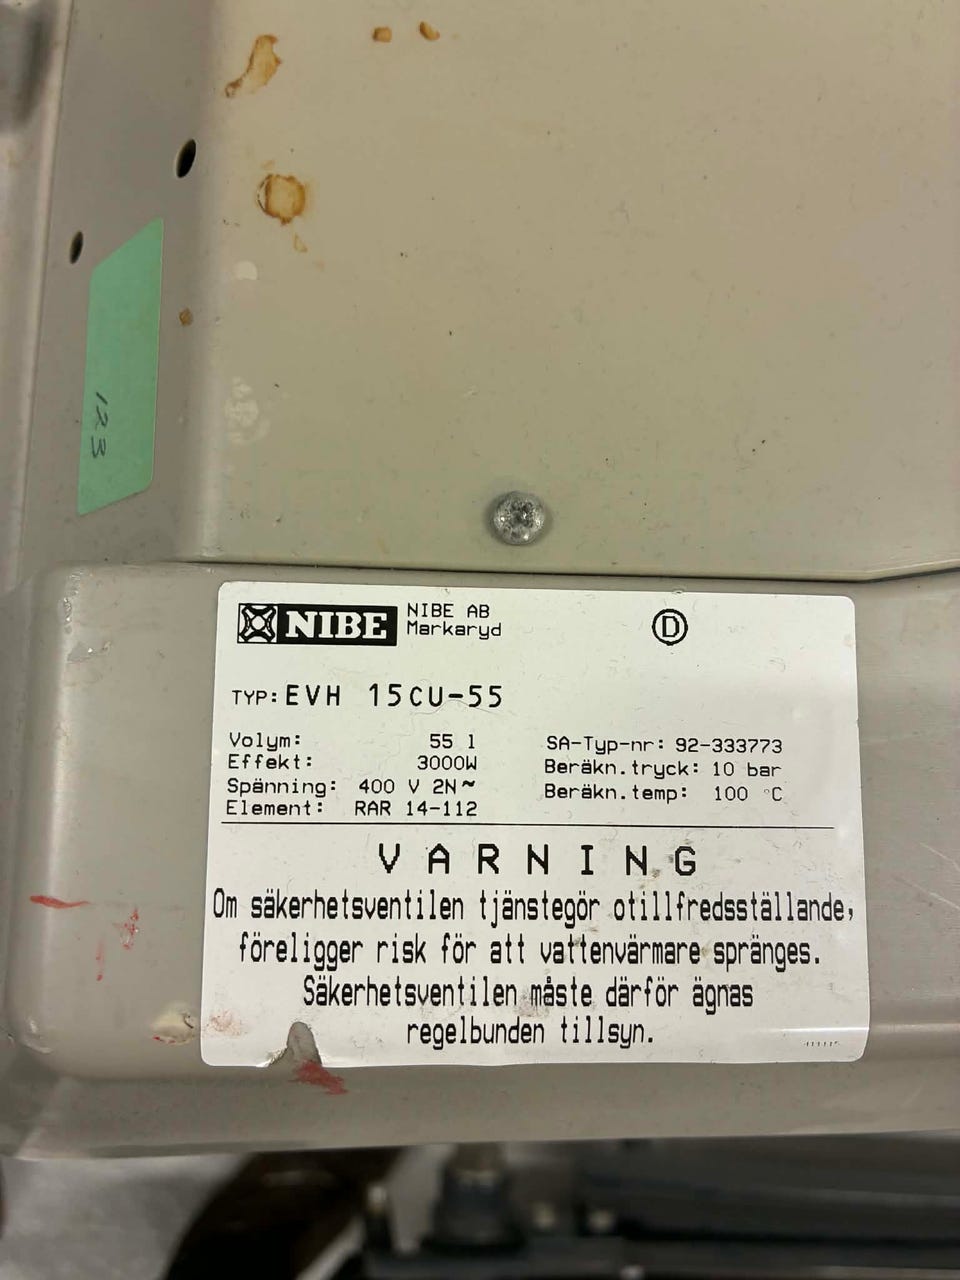 123
NIBE NIBE AB
Markaryd
D
TYP: EVH 15CU-55
Volym: 55 l
Effekt: 3000W
Spänning: 400 V 2N~
Element: RAR 14-112
SA-Typ-nr: 92-333773
Beräkn.tryck: 10 bar
Beräkn.temp: 100 °C
VARNING
Om säkerhetsventilen tjänstegör otillfredsställande,
föreligger risk för att vattenvärmare spränges.
Säkerhetsventilen måste därför ägnas
regelbunden tillsyn.